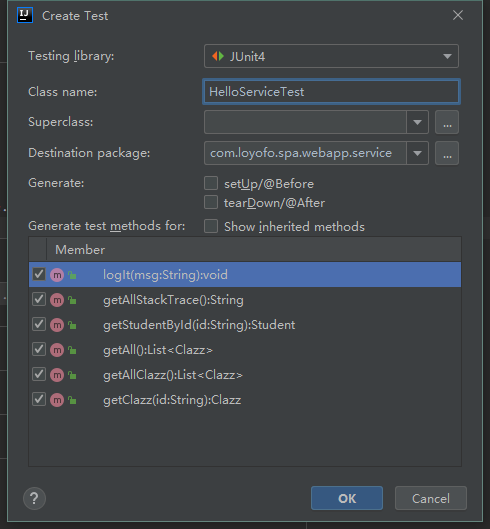 IJ
Create Test
Testing library: JUnit4
Class name: HelloServiceTest
Superclass: ...
Destination package: com.loyofo.spa.webapp.service ...
Generate: setUp/@Before
tearDown/@After
Generate test methods for: Show inherited methods
Member
m logIt(msg:String):void
m getAllStackTrace():String
m getStudentById(id:String):Student
m getAll():List<Clazz>
m getAllClazz():List<Clazz>
m getClazz(id:String):Clazz
? OK Cancel